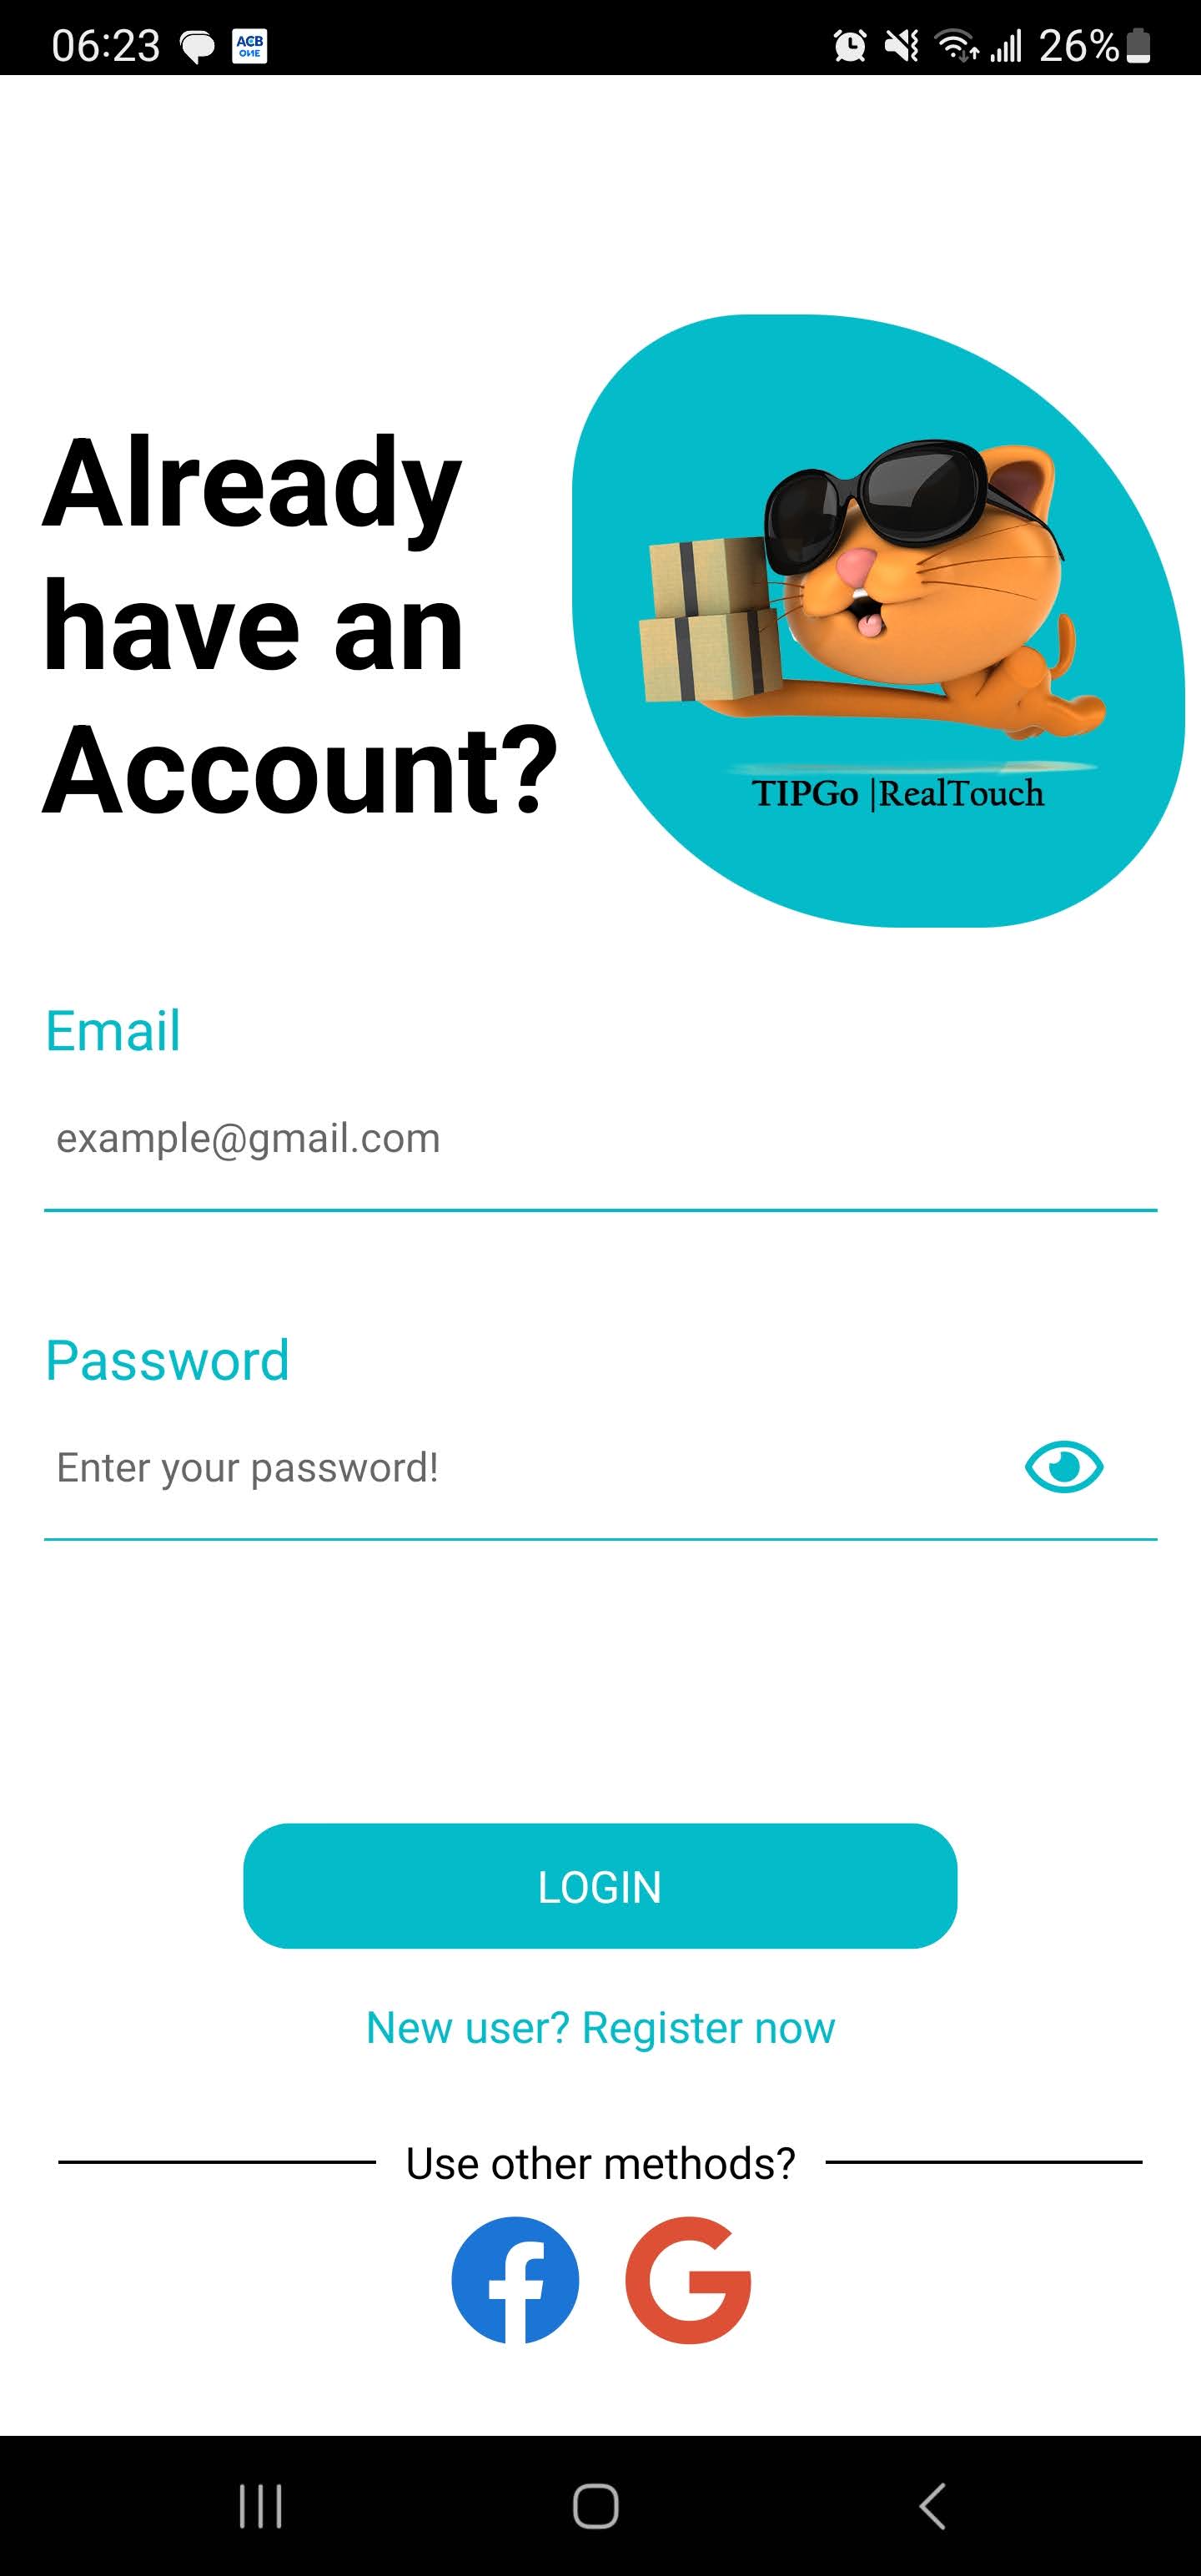 06:23 ACB ONE 26%
Already
have an
Account?
TIPGo |RealTouch
Email
example@gmail.com
Password
Enter your password!
LOGIN
New user? Register now
Use other methods?